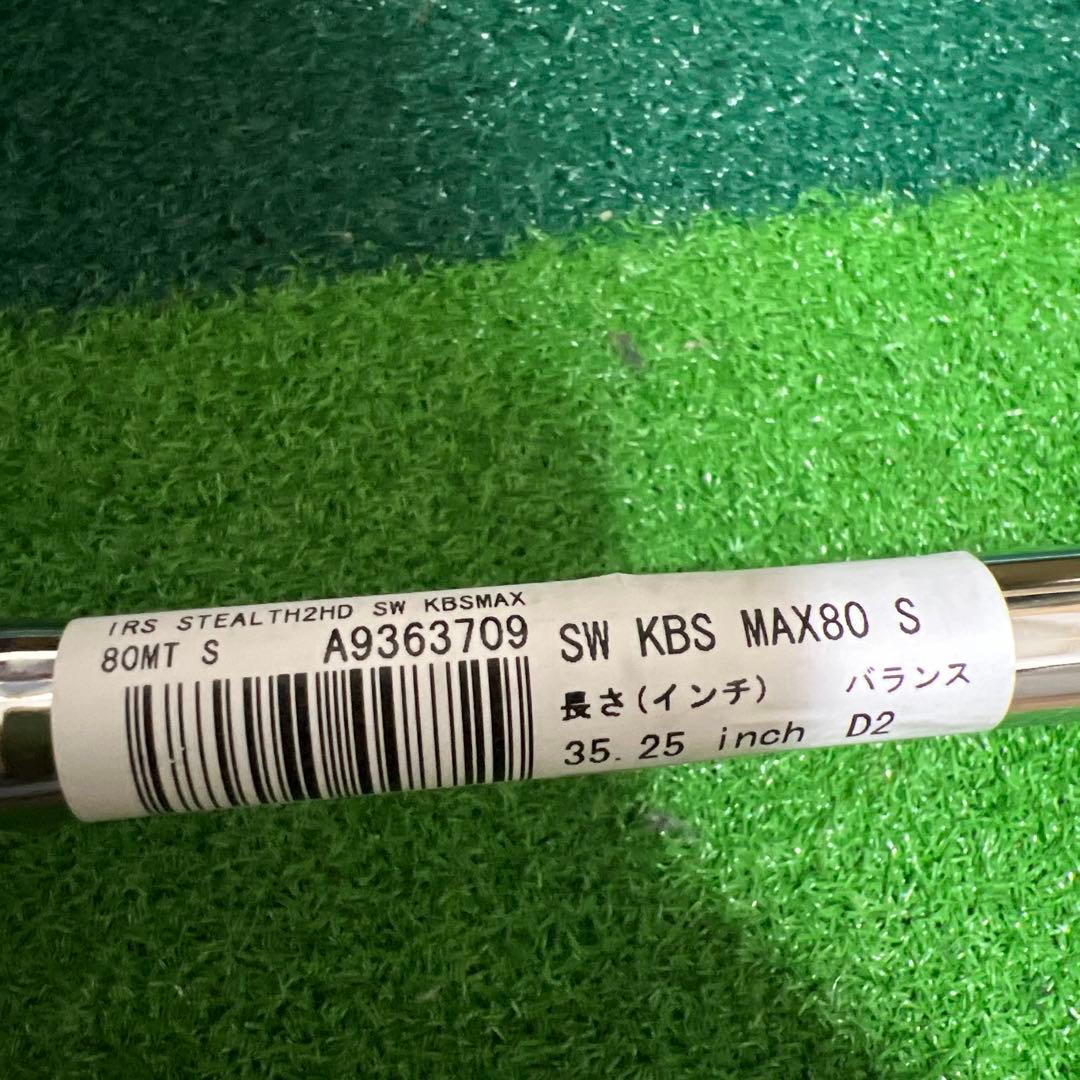 IRS STEALTH2HD SW KBSMAX
80MT S A9363709
SW KBS MAX80 S
長さ(インチ) バランス
35.25 inch D2